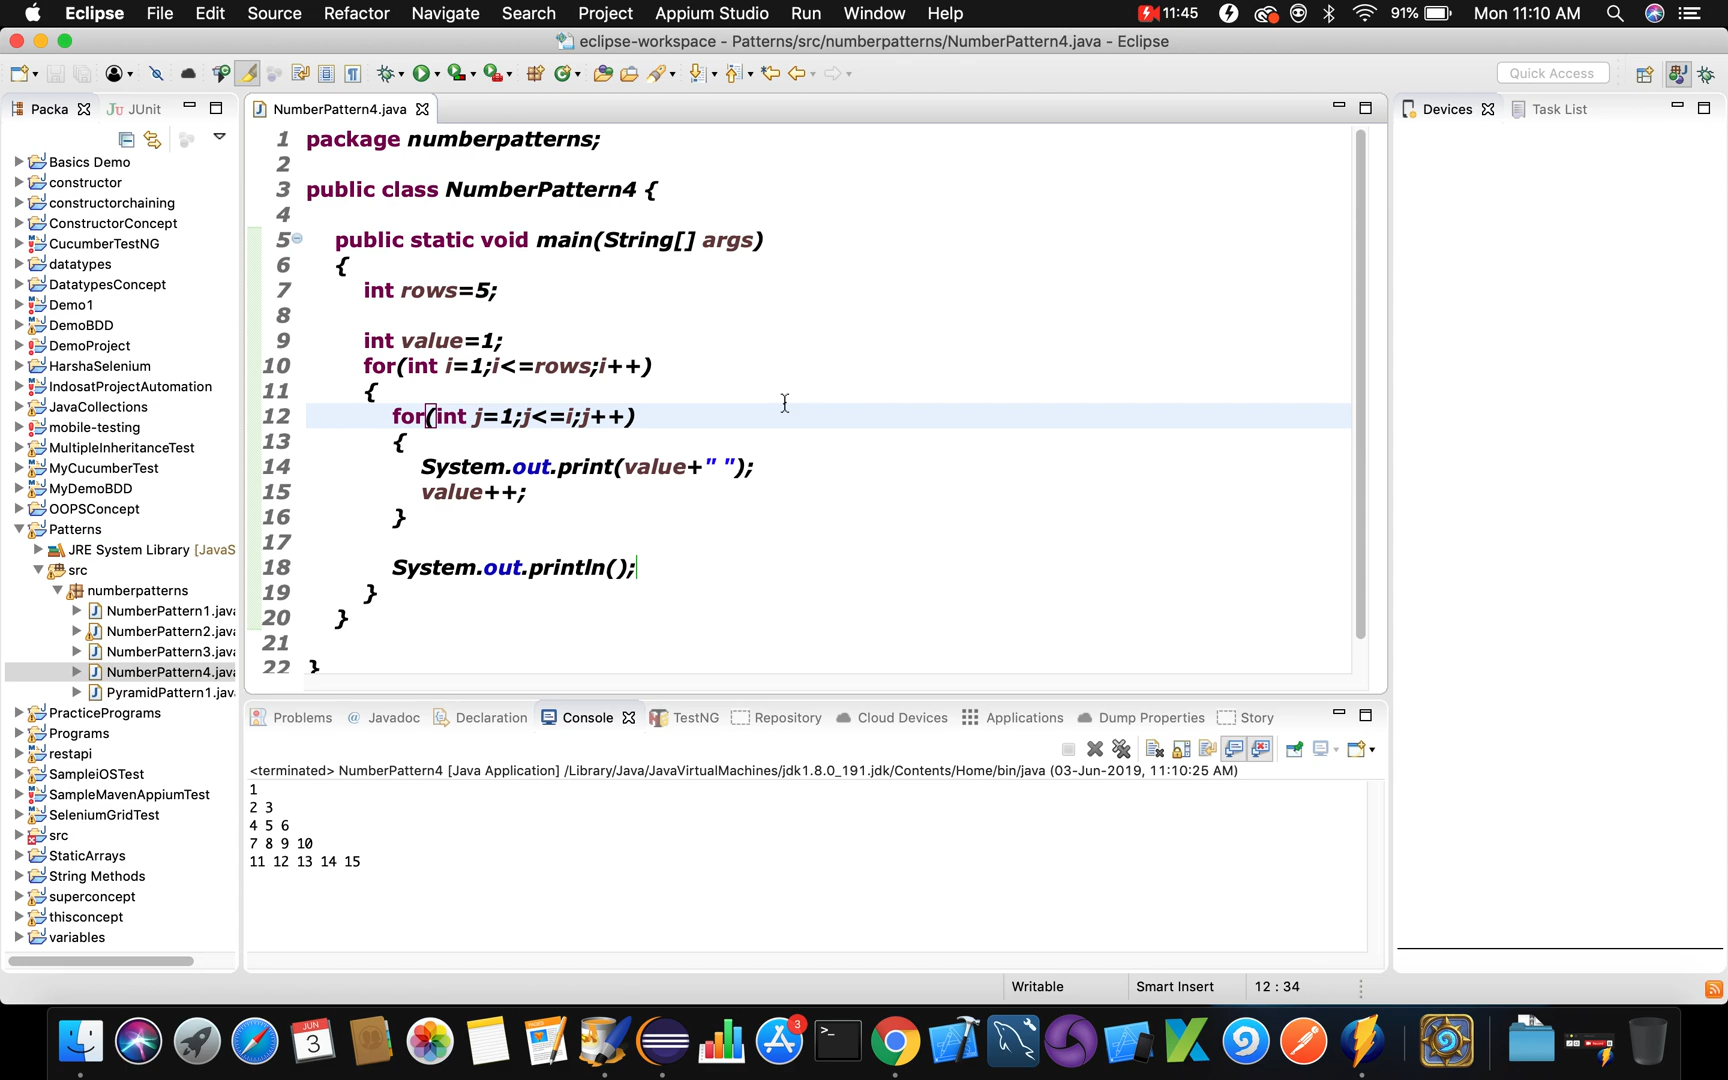 Eclipse File Edit Source Refactor Navigate Search Project Appium Studio Run Window Help 11:45 91% Mon 11:10 AM
eclipse-workspace - Patterns/src/numberpatterns/NumberPattern4.java - Eclipse
Quick Access
Packa JUnit
Basics Demo
constructor
constructorchaining
ConstructorConcept
CucumberTestNG
datatypes
DatatypesConcept
Demo1
DemoBDD
DemoProject
HarshaSelenium
IndosatProjectAutomation
JavaCollections
mobile-testing
MultipleInheritanceTest
MyCucumberTest
MyDemoBDD
OOPSConcept
Patterns
JRE System Library [JavaS
src
numberpatterns
NumberPattern1.java
NumberPattern2.java
NumberPattern3.java
NumberPattern4.java
PyramidPattern1.jav
PracticePrograms
Programs
restapi
SampleiOSTest
SampleMavenAppiumTest
SeleniumGridTest
src
StaticArrays
String Methods
superconcept
thisconcept
variables
NumberPattern4.java
1 package numberpatterns;
2
3 public class NumberPattern4 {
4
5 public static void main(String[] args)
6 {
7 int rows=5;
8
9 int value=1;
10 for(int i=1;i<=rows;i++)
11 {
12 for(int j=1;j<=i;j++)
13 {
14 System.out.print(value+" ");
15 value++;
16 }
17
18 System.out.println();
19 }
20 }
21
22 }
Problems Javadoc Declaration Console TestNG Repository Cloud Devices Applications Dump Properties Story
<terminated> NumberPattern4 [Java Application] /Library/Java/JavaVirtualMachines/jdk1.8.0_191.jdk/Contents/Home/bin/java (03-Jun-2019, 11:10:25 AM)
1
2 3
4 5 6
7 8 9 10
11 12 13 14 15
Devices Task List
Writable Smart Insert 12 : 34
JUN
3
3